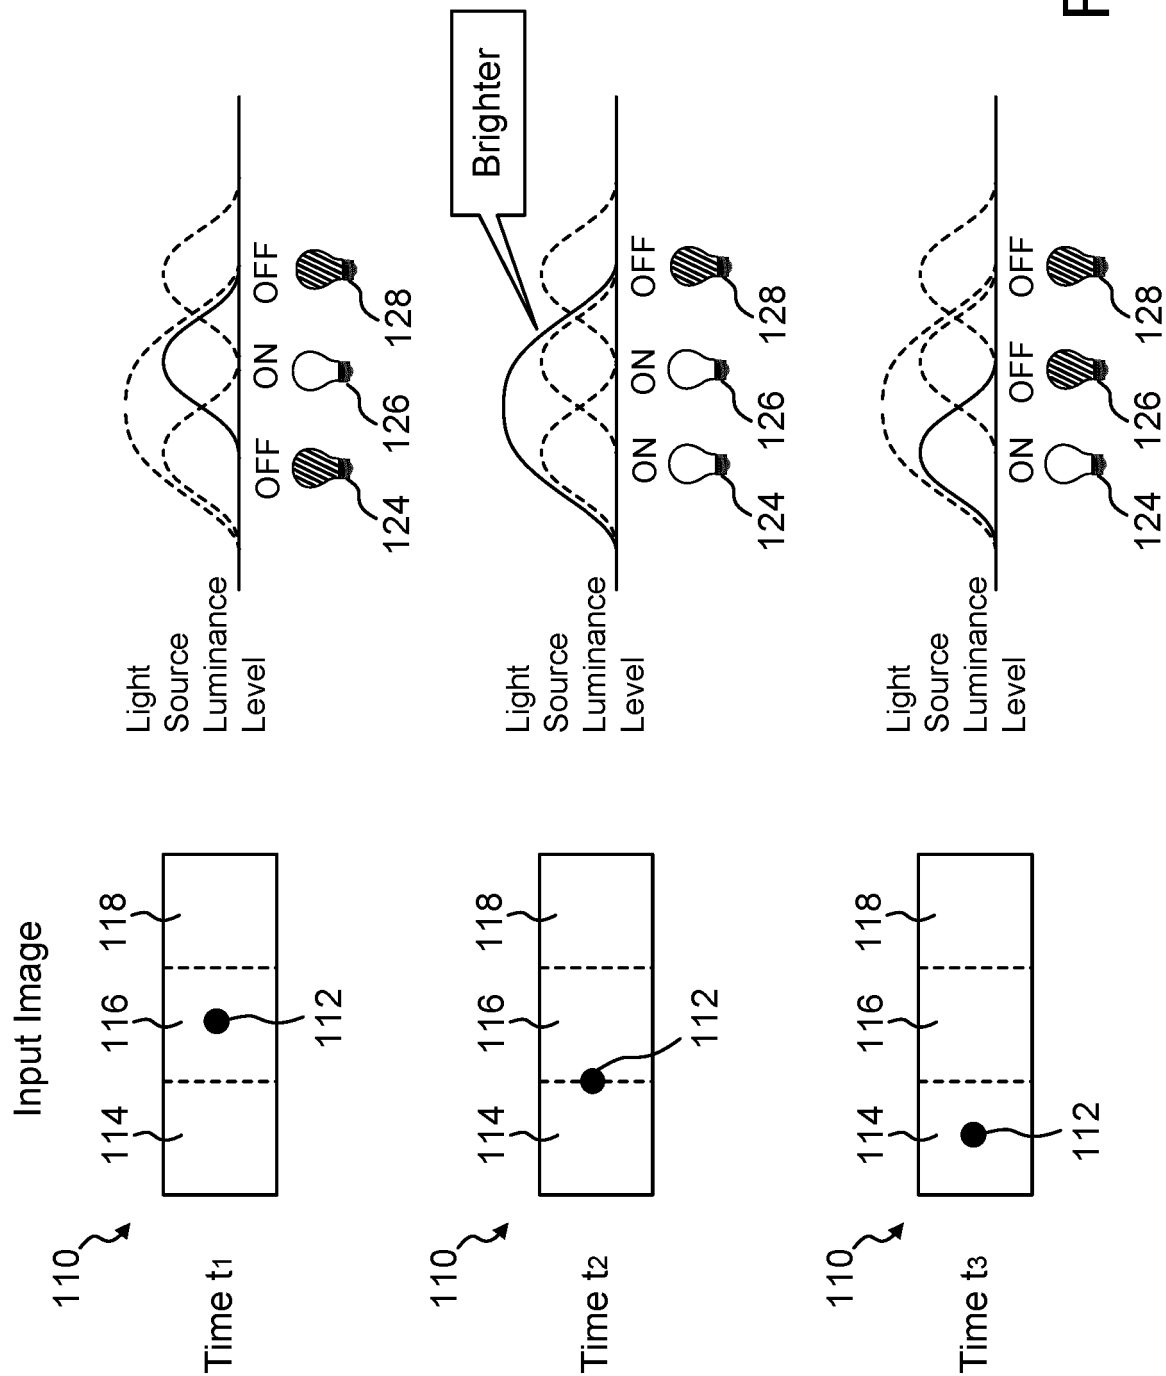 Input Image
110
114
116
118
112
Time t1
Light
Source
Luminance
Level
OFF
ON
OFF
124
126
128
110
114
116
118
112
Time t2
Light
Source
Luminance
Level
Brighter
ON
ON
OFF
124
126
128
110
114
116
118
112
Time t3
Light
Source
Luminance
Level
ON
OFF
OFF
124
126
128
F